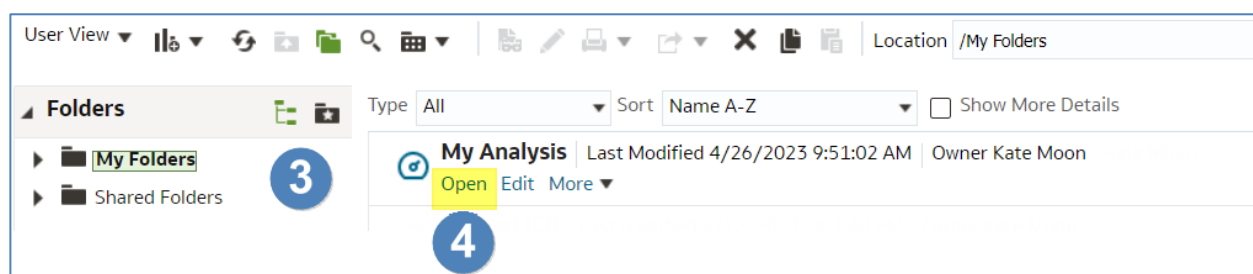 User View Location /My Folders
Folders Type All Sort Name A-Z Show More Details
My Folders My Analysis Last Modified 4/26/2023 9:51:02 AM Owner Kate Moon
3
Open Edit More
Shared Folders
4